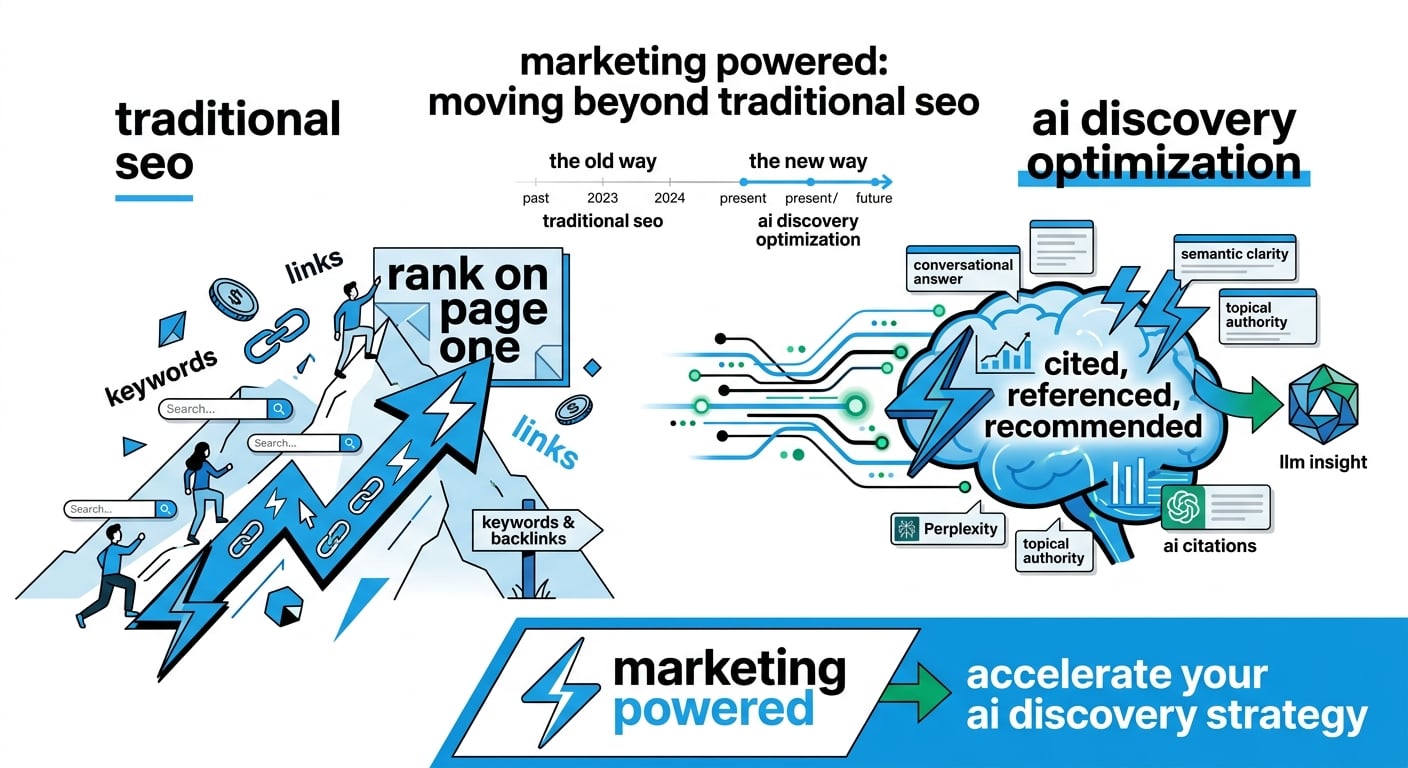 marketing powered:
moving beyond traditional seo
traditional
seo
ai discovery
optimization
the old way
the new way
past
2023
2024
present
present/
future
traditional seo
ai discovery
optimization
links
keywords
rank on
page
one
Search...
Search...
Search...
links
keywords &
backlinks
conversational
answer
semantic clarity
topical
authority
cited,
referenced,
recommended
llm insight
Perplexity
topical
authority
ai citations
marketing
powered
accelerate your
ai discovery strategy